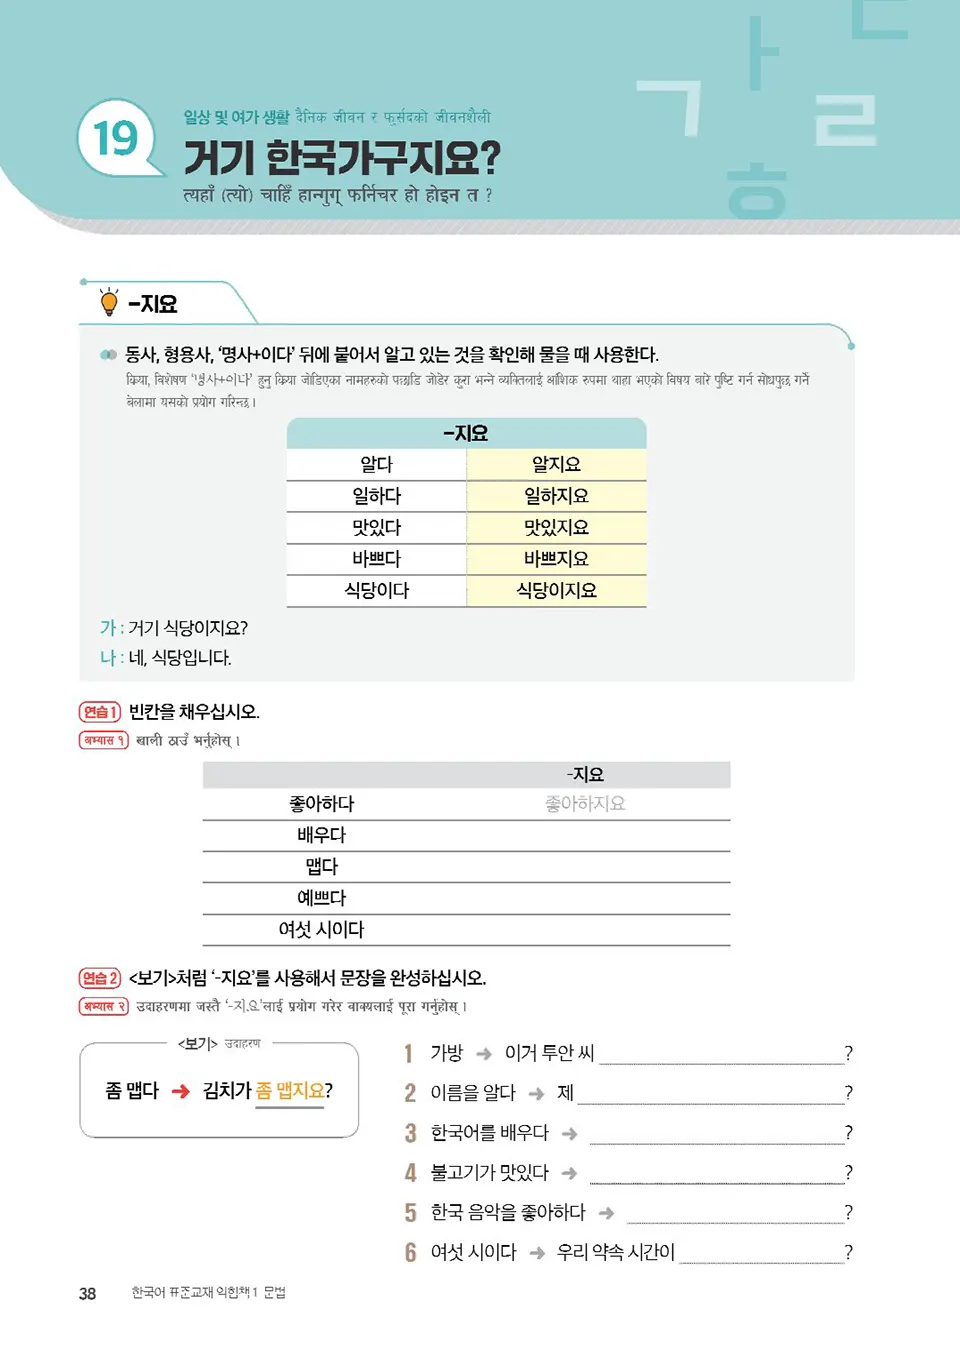 19
일상 및 여가 생활 दैनिक जीवन र फुर्सदको जीवनशैली
거기 한국가구지요?
त्यहाँ (त्यो) चाहिँ हान्गुग् फर्निचर हो होइन त ?
ㄱ ㅏ ㄴ ㄹ ㅎ
-지요
동사, 형용사, ‘명사+이다’ 뒤에 붙어서 알고 있는 것을 확인해 물을 때 사용한다.
क्रिया, विशेषण ‘명사+이다’ हुनु क्रिया जोडिएका नामहरुको पछाडि जोडेर कुरा भन्ने व्यक्तिलाई आंशिक रुपमा थाहा भएको विषय बारे पुष्टि गर्न सोधपुछ गर्ने
बेलामा यसको प्रयोग गरिन्छ ।
-지요
알다 알지요
일하다 일하지요
맛있다 맛있지요
바쁘다 바쁘지요
식당이다 식당이지요
가 : 거기 식당이지요?
나 : 네, 식당입니다.
연습 1 빈칸을 채우십시오.
अभ्यास १ खाली ठाउँ भर्नुहोस् ।
-지요
좋아하다 좋아하지요
배우다
맵다
예쁘다
여섯 시이다
연습 2 <보기>처럼 ‘-지요’를 사용해서 문장을 완성하십시오.
अभ्यास २ उदाहरणमा जस्तै ‘-지요’लाई प्रयोग गरेर वाक्यलाई पूरा गर्नुहोस् ।
<보기> उदाहरण
좀 맵다 ➔ 김치가 좀 맵지요?
1 가방 ➔ 이거 투안 씨 ?
2 이름을 알다 ➔ 제 ?
3 한국어를 배우다 ➔ ?
4 불고기가 맛있다 ➔ ?
5 한국 음악을 좋아하다 ➔ ?
6 여섯 시이다 ➔ 우리 약속 시간이 ?
38 한국어 표준교재 익힘책 1 문법